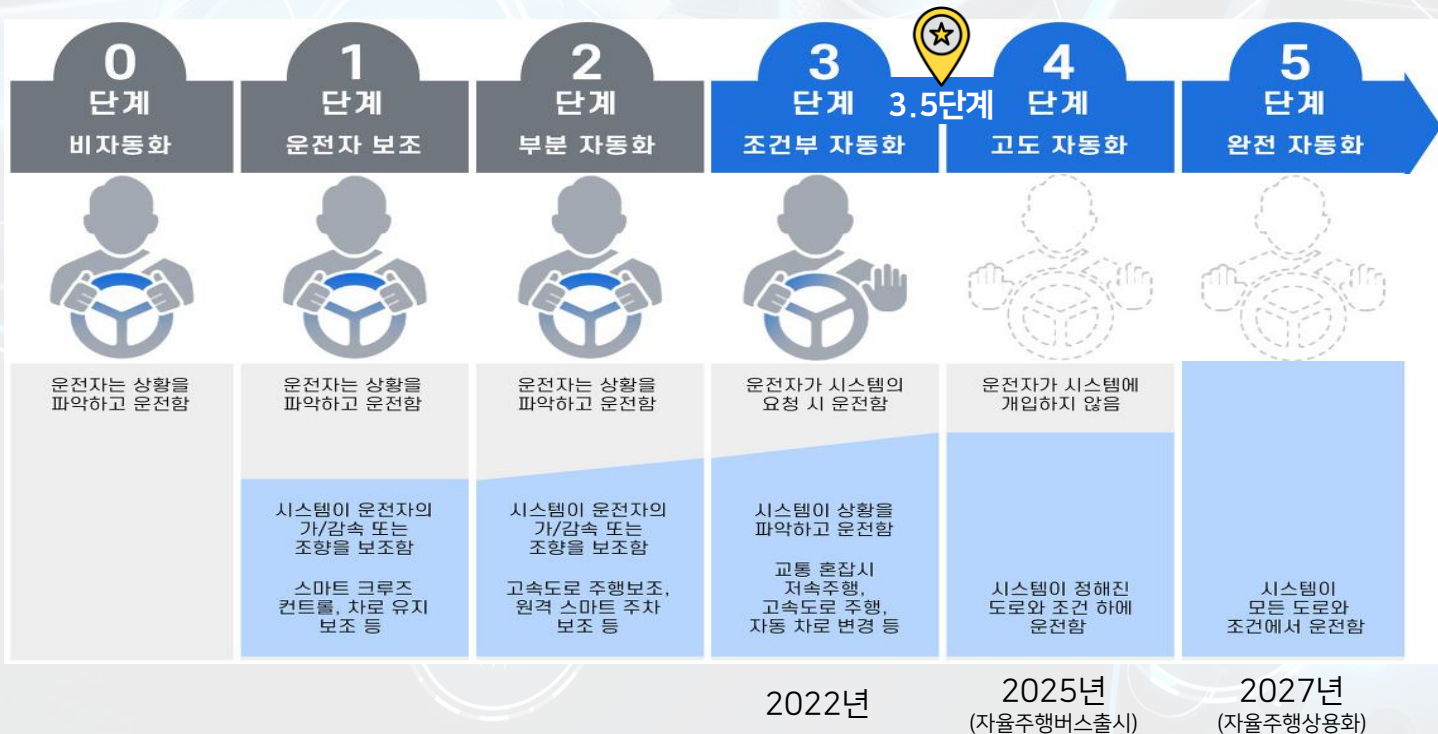 0
단계
비자동화
1
단계
운전자 보조
2
단계
부분 자동화
3
단계
조건부 자동화
3.5단계
4
단계
고도 자동화
5
단계
완전 자동화
운전자는 상황을
파악하고 운전함
운전자는 상황을
파악하고 운전함
시스템이 운전자의
가/감속 또는
조향을 보조함
스마트 크루즈
컨트롤, 차로 유지
보조 등
운전자는 상황을
파악하고 운전함
시스템이 운전자의
가/감속 또는
조향을 보조함
고속도로 주행보조,
원격 스마트 주차
보조 등
운전자가 시스템의
요청 시 운전함
시스템이 상황을
파악하고 운전함
교통 혼잡시
저속주행,
고속도로 주행,
자동 차로 변경 등
운전자가 시스템에
개입하지 않음
시스템이 정해진
도로와 조건 하에
운전함
시스템이
모든 도로와
조건에서 운전함
2022년
2025년
(자율주행버스출시)
2027년
(자율주행상용화)